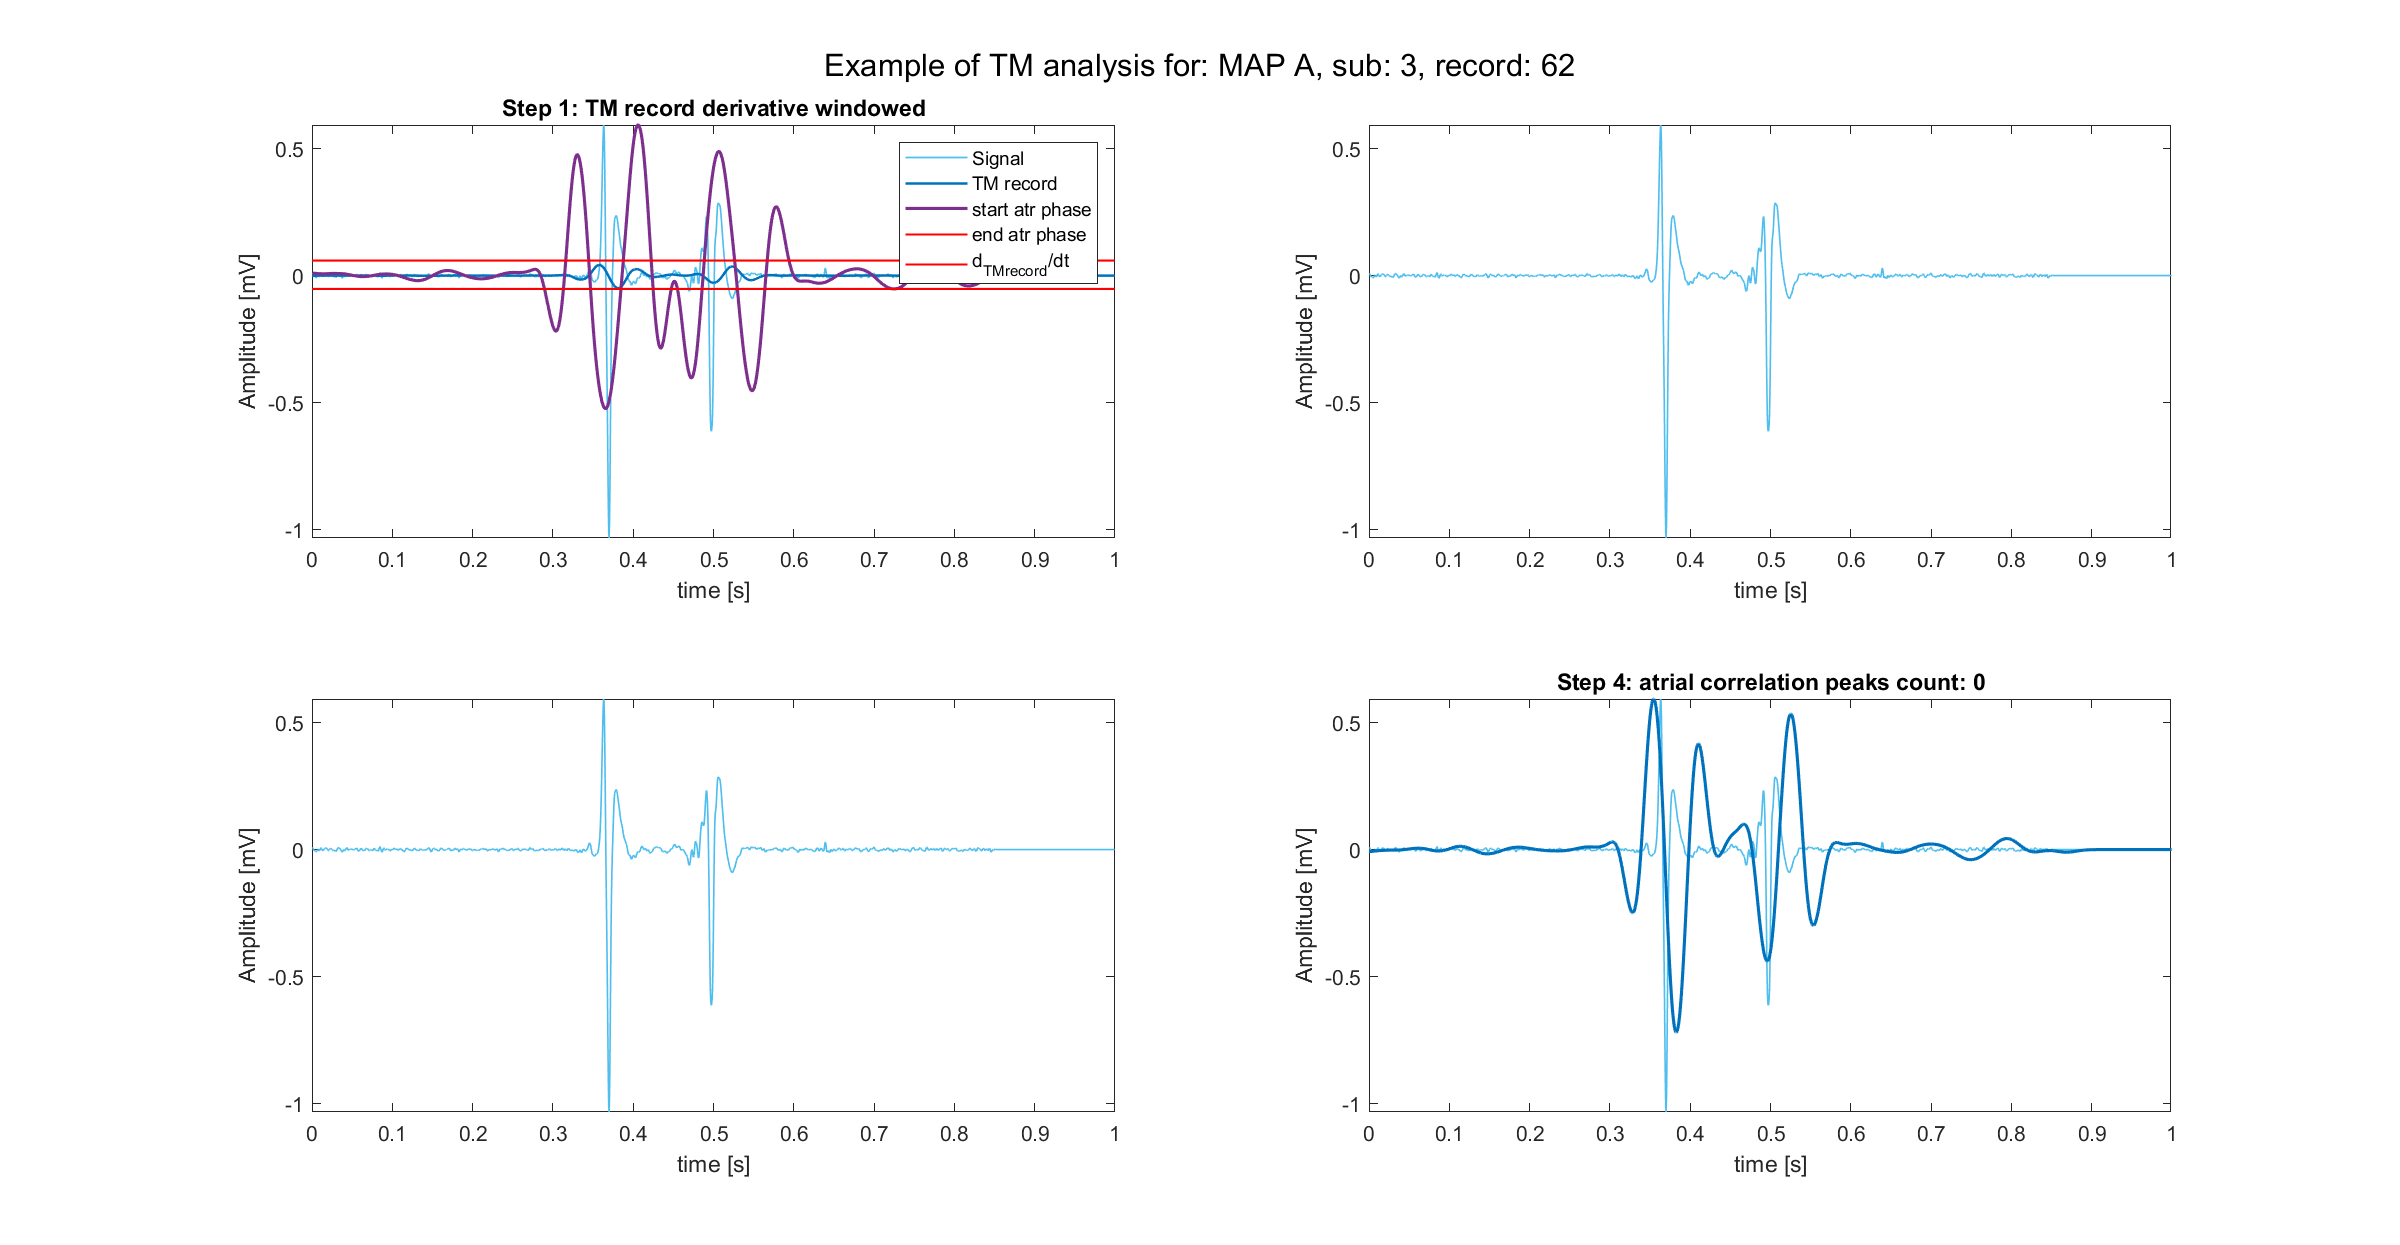 Example of TM analysis for: MAP A, sub: 3, record: 62
Step 1: TM record derivative windowed
Amplitude [mV]
0.5
0
-0.5
-1
Signal
TM record
start atr phase
end atr phase
d_TMrecord/dt
0 0.1 0.2 0.3 0.4 0.5 0.6 0.7 0.8 0.9 1
time [s]
Amplitude [mV]
0.5
0
-0.5
-1
0 0.1 0.2 0.3 0.4 0.5 0.6 0.7 0.8 0.9 1
time [s]
Amplitude [mV]
0.5
0
-0.5
-1
0 0.1 0.2 0.3 0.4 0.5 0.6 0.7 0.8 0.9 1
time [s]
Step 4: atrial correlation peaks count: 0
Amplitude [mV]
0.5
0
-0.5
-1
0 0.1 0.2 0.3 0.4 0.5 0.6 0.7 0.8 0.9 1
time [s]